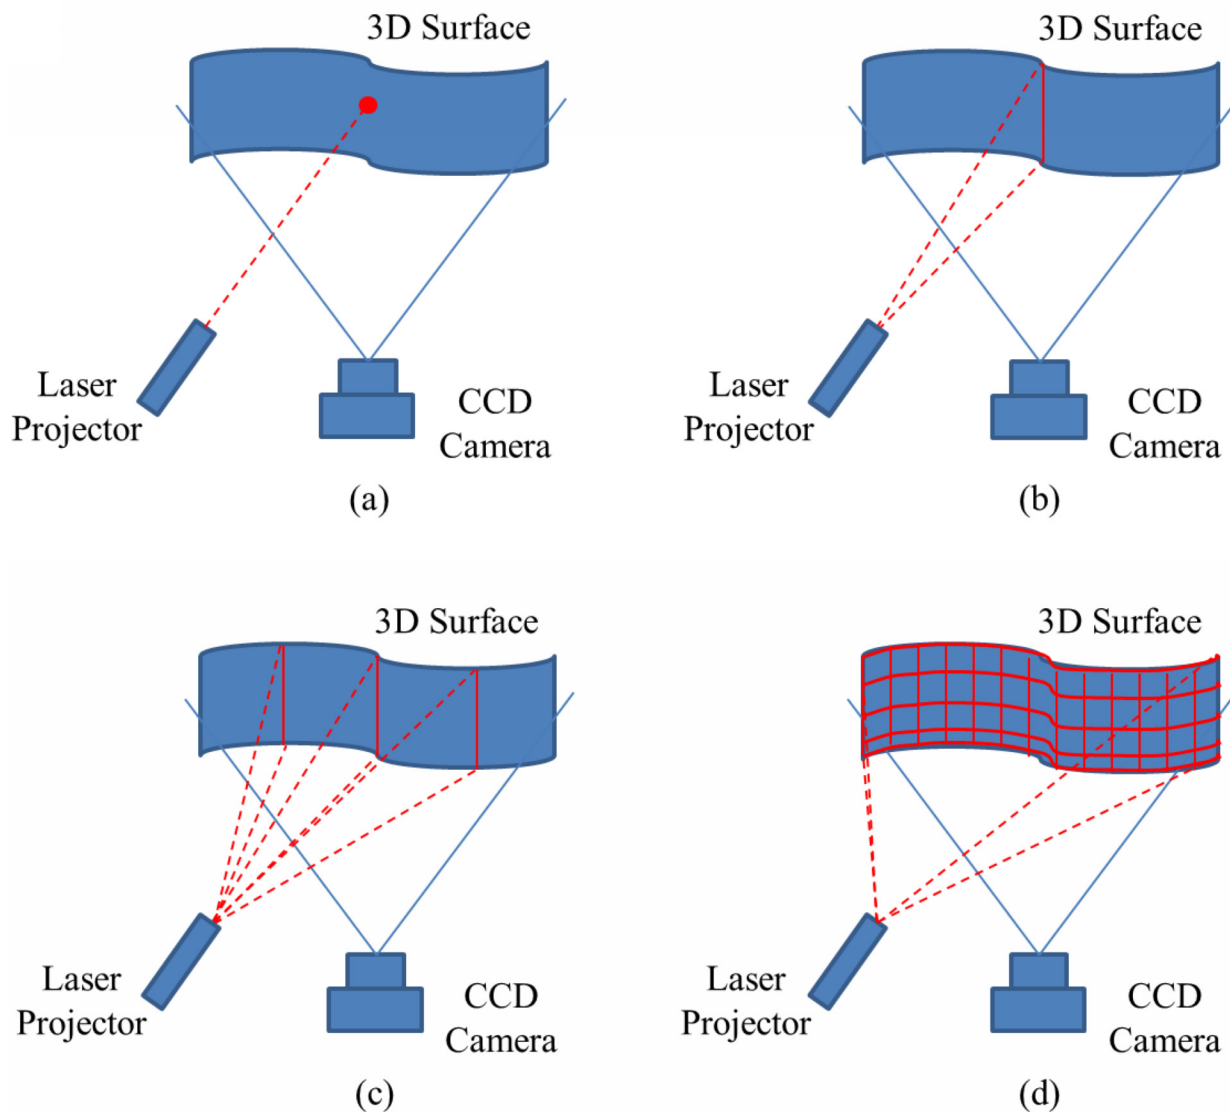 3D Surface
Laser
Projector
CCD
Camera
(a)
3D Surface
Laser
Projector
CCD
Camera
(b)
3D Surface
Laser
Projector
CCD
Camera
(c)
3D Surface
Laser
Projector
CCD
Camera
(d)